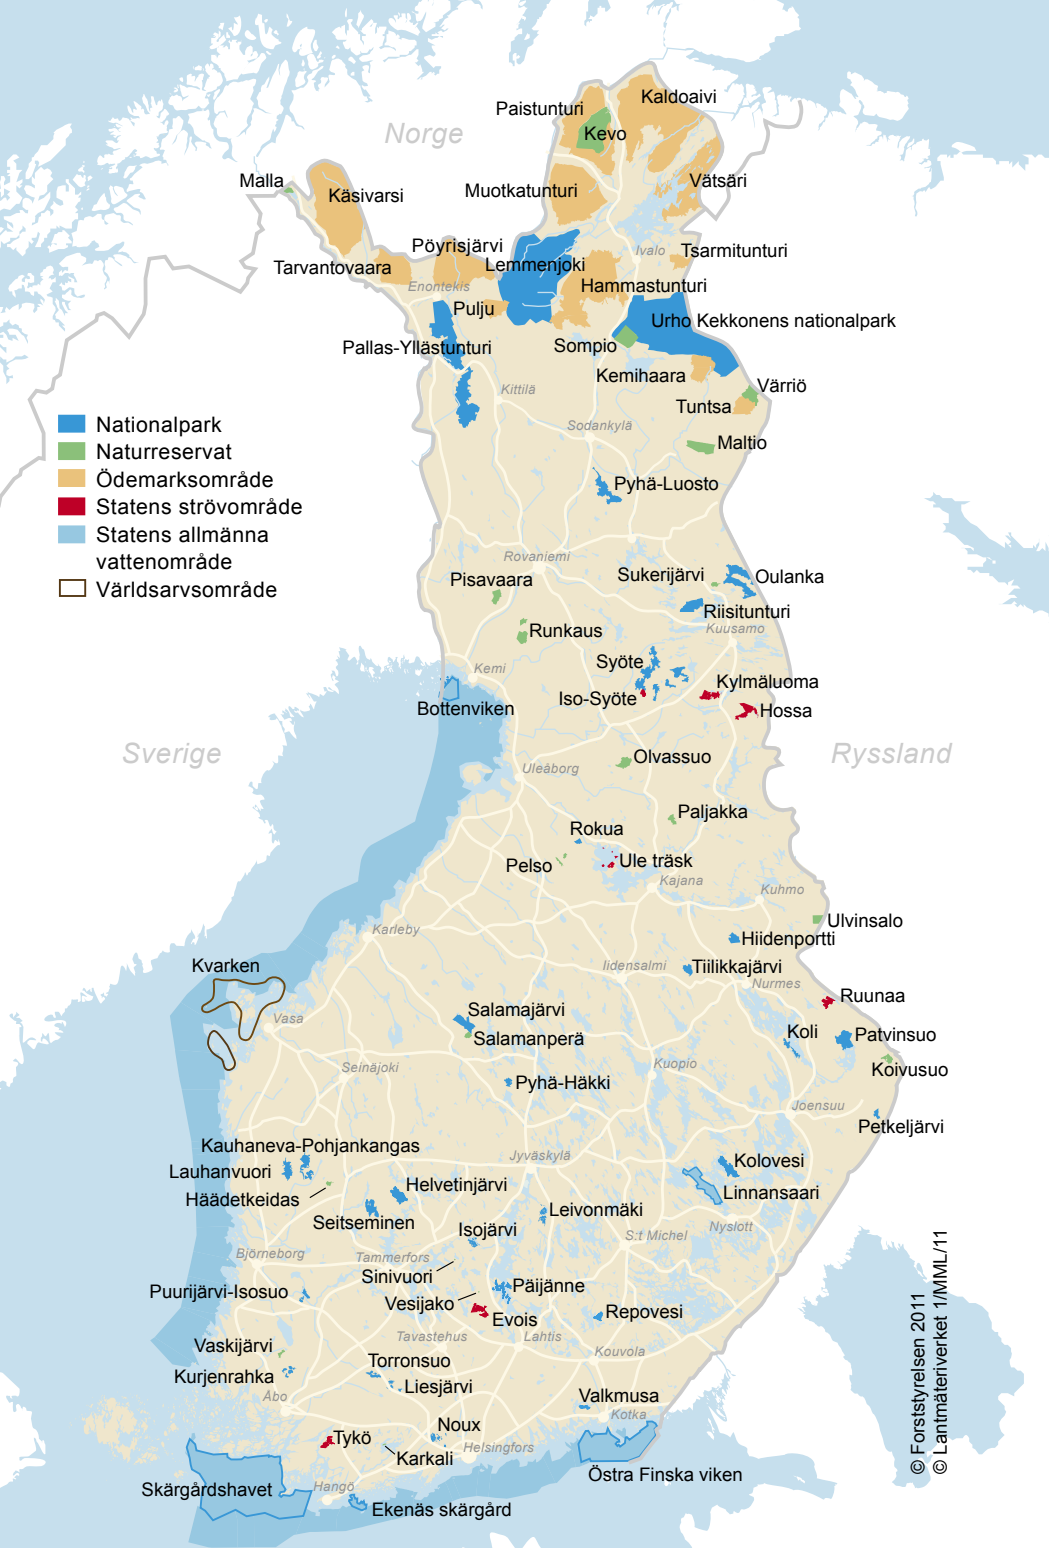 Kaldoaivi
Paistunturi
Norge
Kevo
Malla
Vätsäri
Muotkatunturi
Käsivarsi
Pöyrisjärvi
Ivalo
Tsarmitunturi
Tarvantovaara
Lemmenjoki
Enontekis
Hammastunturi
Pulju
Urho Kekkonens nationalpark
Pallas-Yllästunturi
Sompio
Kemihaara
Värriö
Kittilä
Tuntsa
Sodankylä
Maltio
Nationalpark
Naturreservat
Ödemarksområde
Statens strövområde
Statens allmänna
vattenområde
Världsarvsområde
Pyhä-Luosto
Rovaniemi
Pisavaara
Sukerijärvi
Oulanka
Riisitunturi
Runkaus
Kuusamo
Syöte
Kemi
Kylmäluoma
Iso-Syöte
Bottenviken
Hossa
Sverige
Ryssland
Olvassuo
Uleåborg
Paljakka
Rokua
Pelso
Ule träsk
Kajana
Kuhmo
Ulvinsalo
Karleby
Hiidenportti
Kvarken
Iidensalmi
Tiilikkajärvi
Nurmes
Ruunaa
Salamajärvi
Vasa
Koli
Patvinsuo
Salamanperä
Seinäjoki
Kuopio
Koivusuo
Pyhä-Häkki
Joensuu
Petkeljärvi
Kauhaneva-Pohjankangas
Jyväskylä
Kolovesi
Lauhanvuori
Helvetinjärvi
Linnansaari
Häädetkeidas
Leivonmäki
Seitseminen
Isojärvi
Nyslott
S:t Michel
Björneborg
Tammerfors
Sinivuori
Puurijärvi-Isosuo
Päijänne
Vesijako
Repovesi
Evois
Tavastehus
Lahtis
Vaskijärvi
Kouvola
Torronsuo
Kurjenrahka
Liesjärvi
Åbo
Valkmusa
Kotka
Noux
Tykö
Helsingfors
Karkali
Östra Finska viken
Skärgårdshavet
Hangö
Ekenäs skärgård
© Forststyrelsen 2011
© Lantmäteriverket 1/MML/11